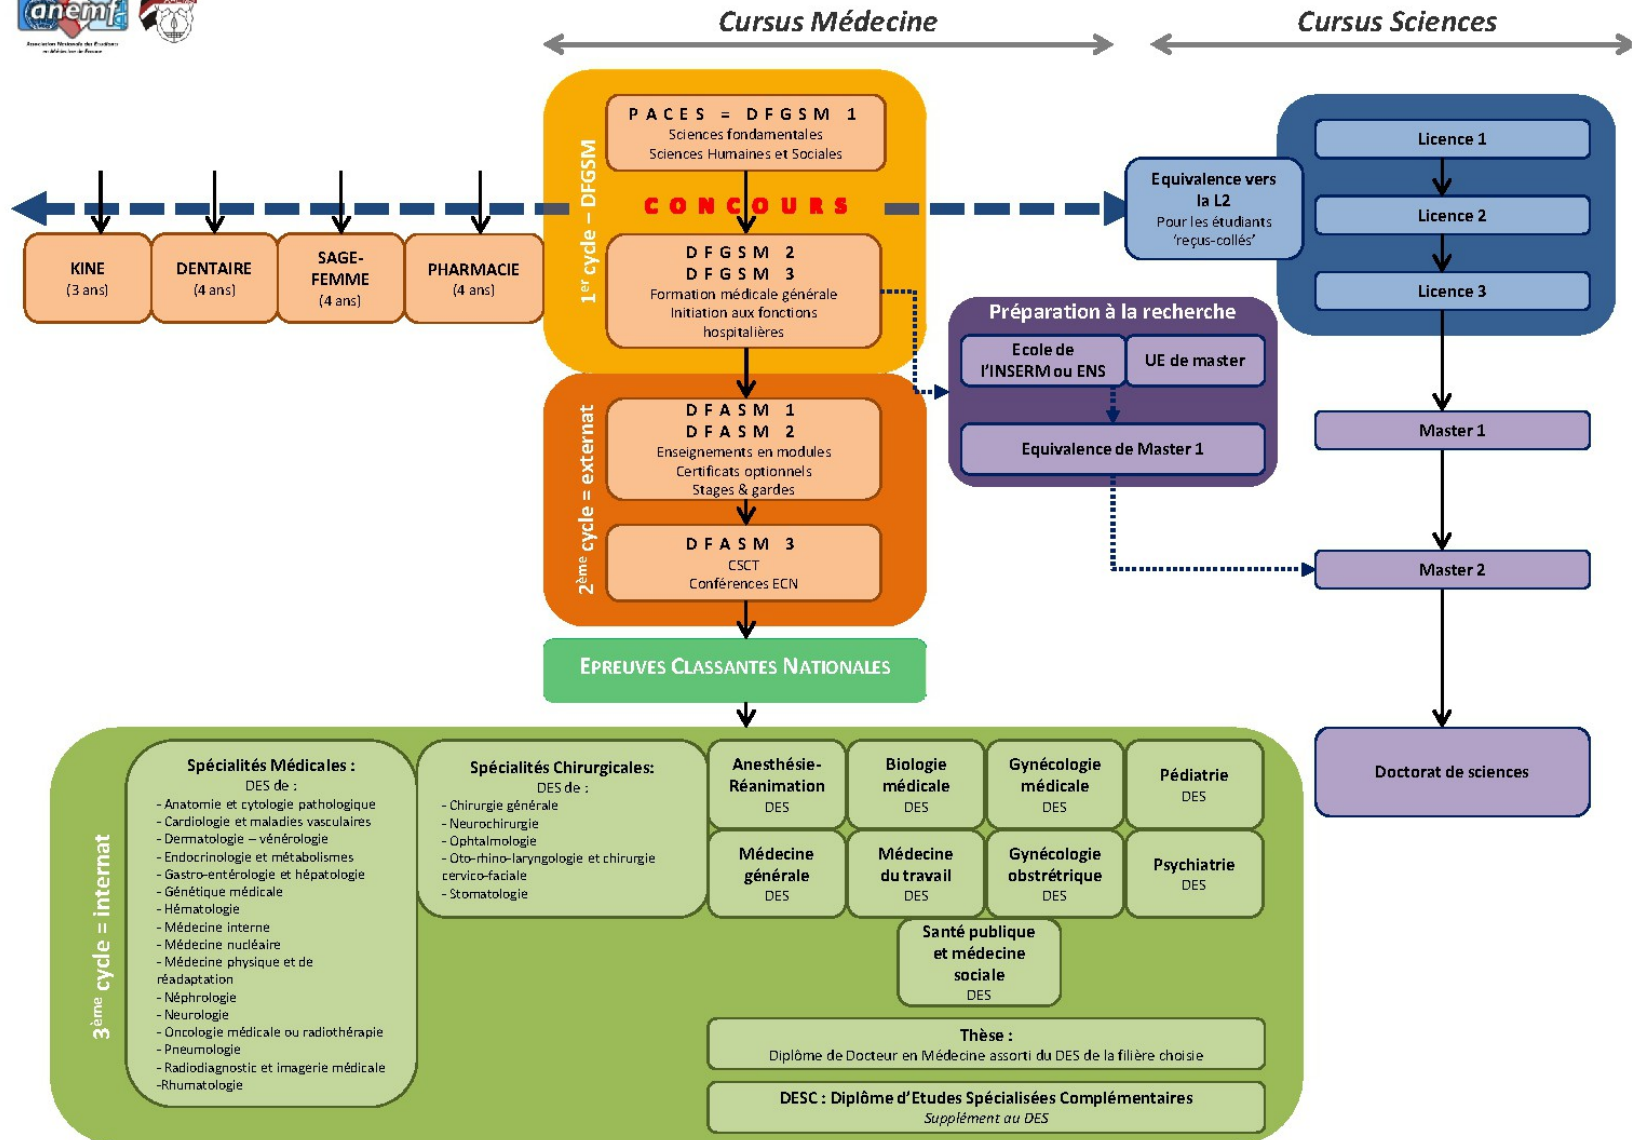 anemf
Association Nationale des Étudiants
en Médecine de France
Cursus Médecine
Cursus Sciences
1er cycle – DFGSM
PACES = DFGSM 1
Sciences fondamentales
Sciences Humaines et Sociales
CONCOURS
DFGSM 2
DFGSM 3
Formation médicale générale
Initiation aux fonctions
hospitalières
KINE
(3 ans)
DENTAIRE
(4 ans)
SAGE-
FEMME
(4 ans)
PHARMACIE
(4 ans)
Equivalence vers
la L2
Pour les étudiants
'reçus-collés'
Licence 1
Licence 2
Licence 3
Préparation à la recherche
Ecole de
l'INSERM ou ENS
UE de master
Equivalence de Master 1
Master 1
Master 2
Doctorat de sciences
2ème cycle = externat
DFASM 1
DFASM 2
Enseignements en modules
Certificats optionnels
Stages & gardes
DFASM 3
CSCT
Conférences ECN
EPREUVES CLASSANTES NATIONALES
3ème cycle = internat
Spécialités Médicales :
DES de :
- Anatomie et cytologie pathologique
- Cardiologie et maladies vasculaires
- Dermatologie – vénérologie
- Endocrinologie et métabolismes
- Gastro-entérologie et hépatologie
- Génétique médicale
- Hématologie
- Médecine interne
- Médecine nucléaire
- Médecine physique et de
réadaptation
- Néphrologie
- Neurologie
- Oncologie médicale ou radiothérapie
- Pneumologie
- Radiodiagnostic et imagerie médicale
-Rhumatologie
Spécialités Chirurgicales:
DES de :
- Chirurgie générale
- Neurochirurgie
- Ophtalmologie
- Oto-rhino-laryngologie et chirurgie
cervico-faciale
- Stomatologie
Anesthésie-
Réanimation
DES
Biologie
médicale
DES
Gynécologie
médicale
DES
Pédiatrie
DES
Médecine
générale
DES
Médecine
du travail
DES
Gynécologie
obstrétrique
DES
Psychiatrie
DES
Santé publique
et médecine
sociale
DES
Thèse :
Diplôme de Docteur en Médecine assorti du DES de la filière choisie
DESC : Diplôme d'Etudes Spécialisées Complémentaires
Supplément au DES